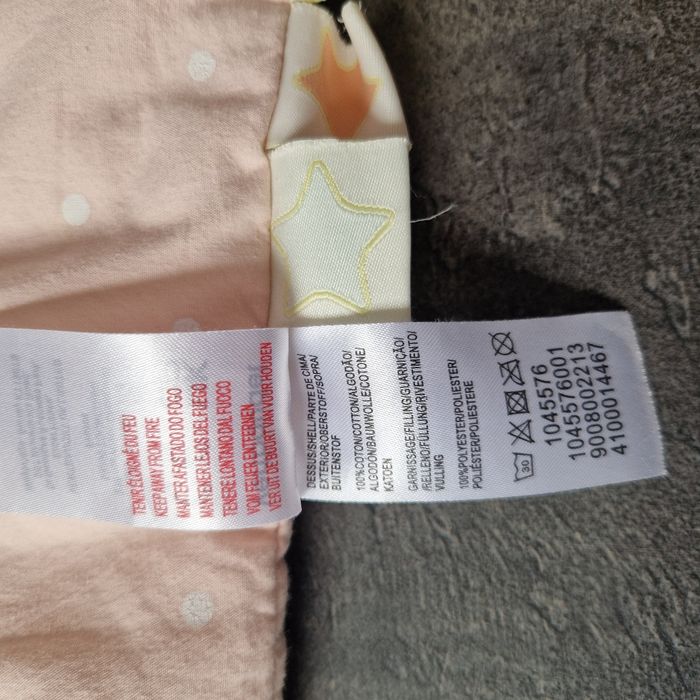 TENIR ÉLOIGNÉ DU FEU
KEEP AWAY FROM FIRE
MANTER AFASTADO DO FOGO
MANTENER LEJOS DEL FUEGO
TENERE LONTANO DAL FUOCO
VOM FEUER ENTFERNEN
VER UIT DE BUURT VAN VUUR HOUDEN
DESSUS/SHELL/PARTE DE CIMA/
EXTERIOR/OBERSTOFF/SOPRA/
BUITENSTOF
100%COTON/COTTON/ALGODÃO/
ALGODÓN/BAUMWOLLE/COTONE/
KATOEN
GARNISSAGE/FILLING/GUARNIÇÃO/
/RELLENO/FÜLLUNG/RIVESTIMENTO/
VULLING
100%POLYESTER/POLIESTER/
POLIÉSTER/POLIESTERE
30
1045576
1045576001
9008002213
4100014467